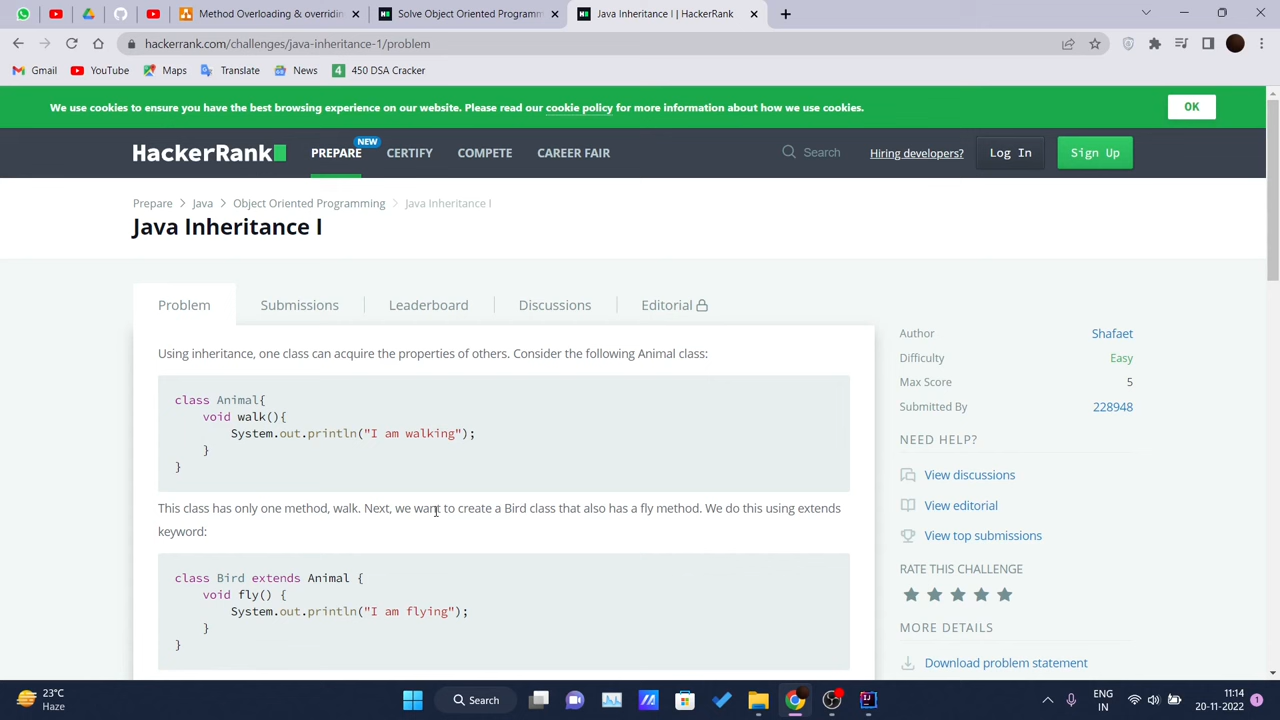 Method Overloading & overridin
Solve Object Oriented Programm
Java Inheritance I | HackerRank
hackerrank.com/challenges/java-inheritance-1/problem
Gmail YouTube Maps Translate News 4 450 DSA Cracker
We use cookies to ensure you have the best browsing experience on our website. Please read our cookie policy for more information about how we use cookies. OK
NEW
HackerRank PREPARE CERTIFY COMPETE CAREER FAIR Search Hiring developers? Log In Sign Up
Prepare Java Object Oriented Programming Java Inheritance I
Java Inheritance I
Problem Submissions Leaderboard Discussions Editorial
Using inheritance, one class can acquire the properties of others. Consider the following Animal class:
class Animal{
void walk(){
System.out.println("I am walking");
}
}
This class has only one method, walk. Next, we want to create a Bird class that also has a fly method. We do this using extends
keyword:
class Bird extends Animal {
void fly() {
System.out.println("I am flying");
}
}
Author Shafaet
Difficulty Easy
Max Score 5
Submitted By 228948
NEED HELP?
View discussions
View editorial
View top submissions
RATE THIS CHALLENGE
MORE DETAILS
Download problem statement
23°C
Haze
Search
ENG
IN
11:14
20-11-2022
1